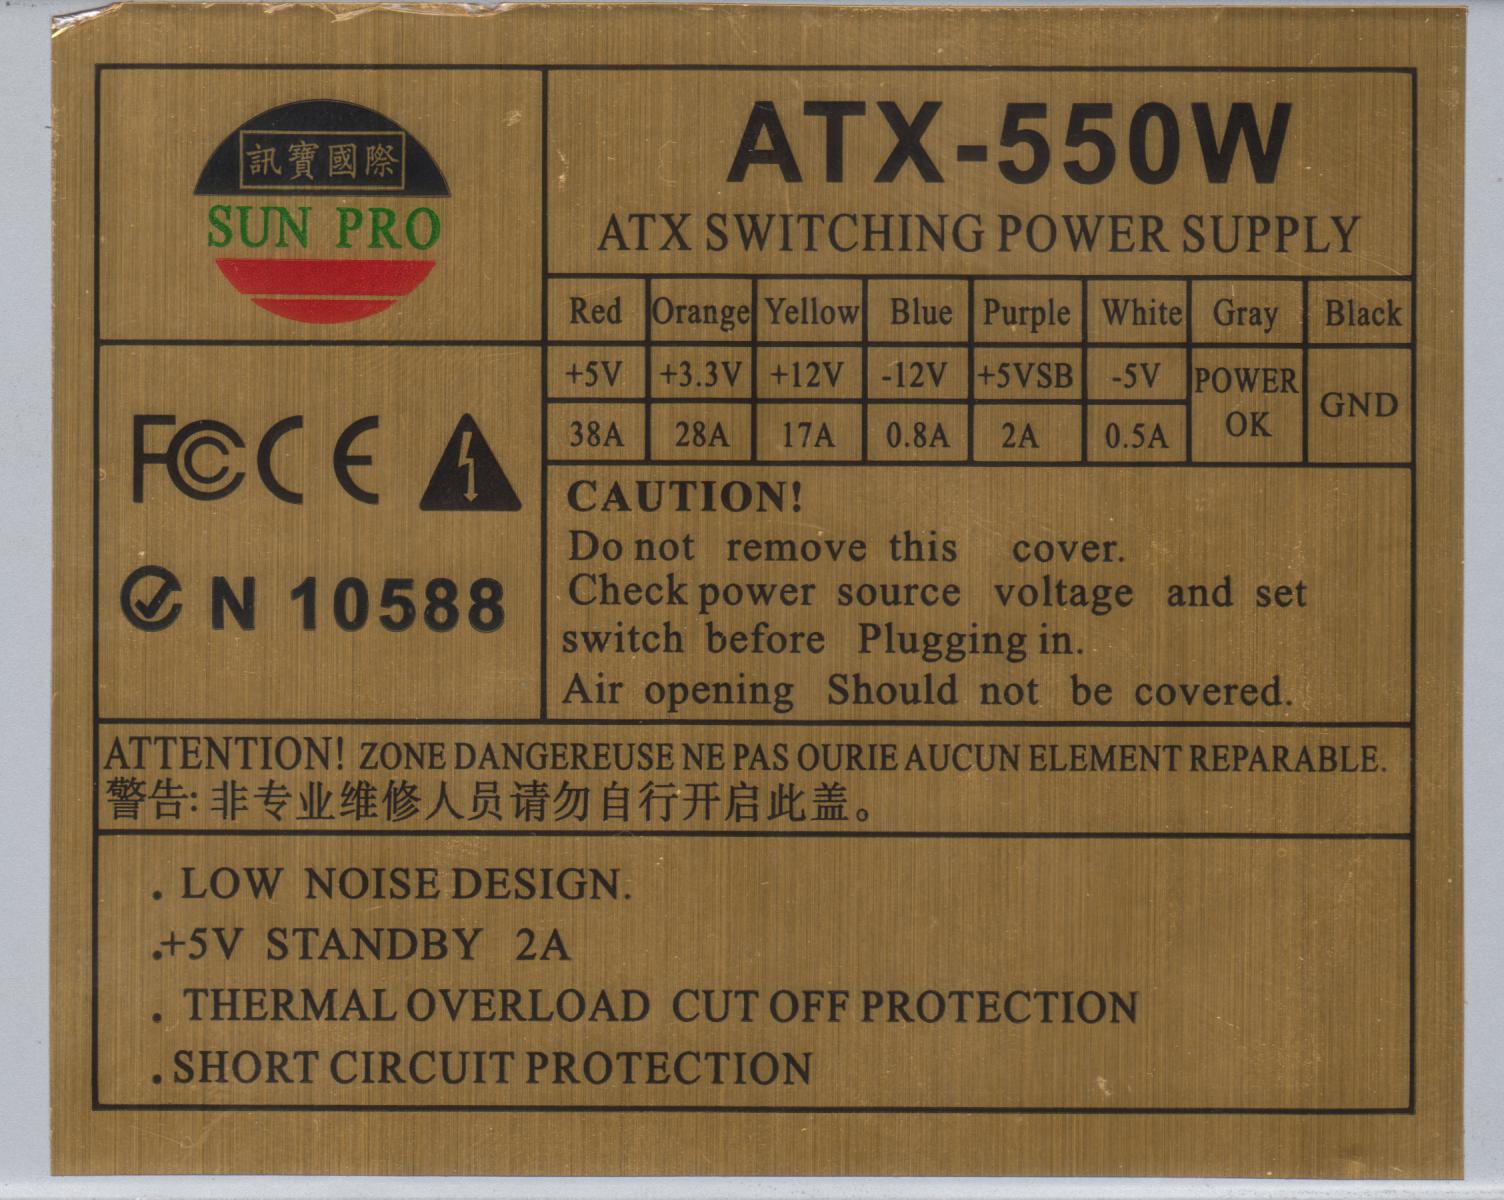 訊寶國際
SUN PRO
ATX-550W
ATX SWITCHING POWER SUPPLY
Red Orange Yellow Blue Purple White Gray Black
+5V +3.3V +12V -12V +5VSB -5V POWER OK GND
38A 28A 17A 0.8A 2A 0.5A
FC CE
N 10588
CAUTION!
Do not remove this cover.
Check power source voltage and set
switch before Plugging in.
Air opening Should not be covered.
ATTENTION! ZONE DANGEREUSE NE PAS OURIE AUCUN ELEMENT REPARABLE.
警告: 非专业维修人员请勿自行开启此盖。
. LOW NOISE DESIGN.
.+5V STANDBY 2A
. THERMAL OVERLOAD CUT OFF PROTECTION
. SHORT CIRCUIT PROTECTION